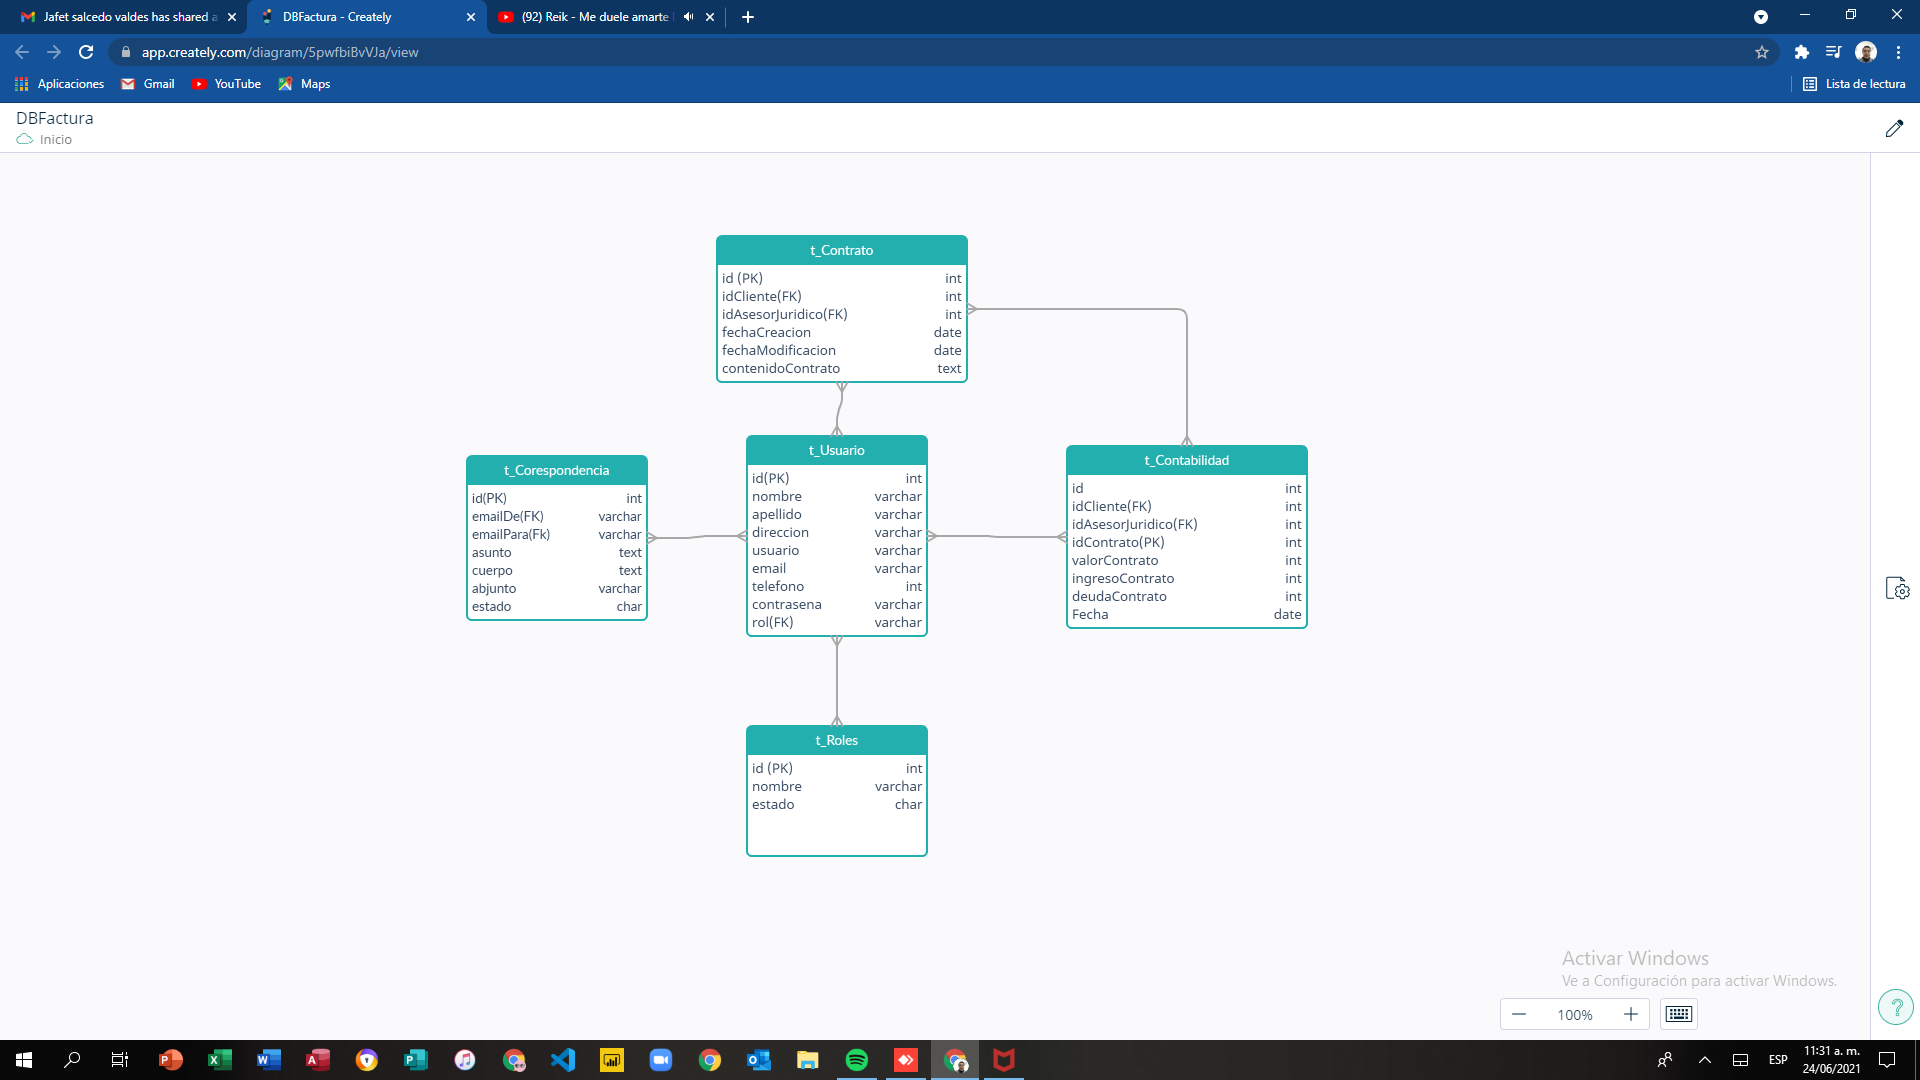 Jafet salcedo valdes has shared a
DBFactura - Creately
(92) Reik - Me duele amarte
app.creately.com/diagram/5pwfbiBvVJa/view
Aplicaciones
Gmail
YouTube
Maps
Lista de lectura
DBFactura
Inicio
t_Contrato
id (PK) int
idCliente(FK) int
idAsesorJuridico(FK) int
fechaCreacion date
fechaModificacion date
contenidoContrato text
t_Corespondencia
id(PK) int
emailDe(FK) varchar
emailPara(Fk) varchar
asunto text
cuerpo text
abjunto varchar
estado char
t_Usuario
id(PK) int
nombre varchar
apellido varchar
direccion varchar
usuario varchar
email varchar
telefono int
contrasena varchar
rol(FK) varchar
t_Contabilidad
id int
idCliente(FK) int
idAsesorJuridico(FK) int
idContrato(PK) int
valorContrato int
ingresoContrato int
deudaContrato int
Fecha date
t_Roles
id (PK) int
nombre varchar
estado char
Activar Windows
Ve a Configuración para activar Windows.
100%
?
ESP
11:31 a. m.
24/06/2021